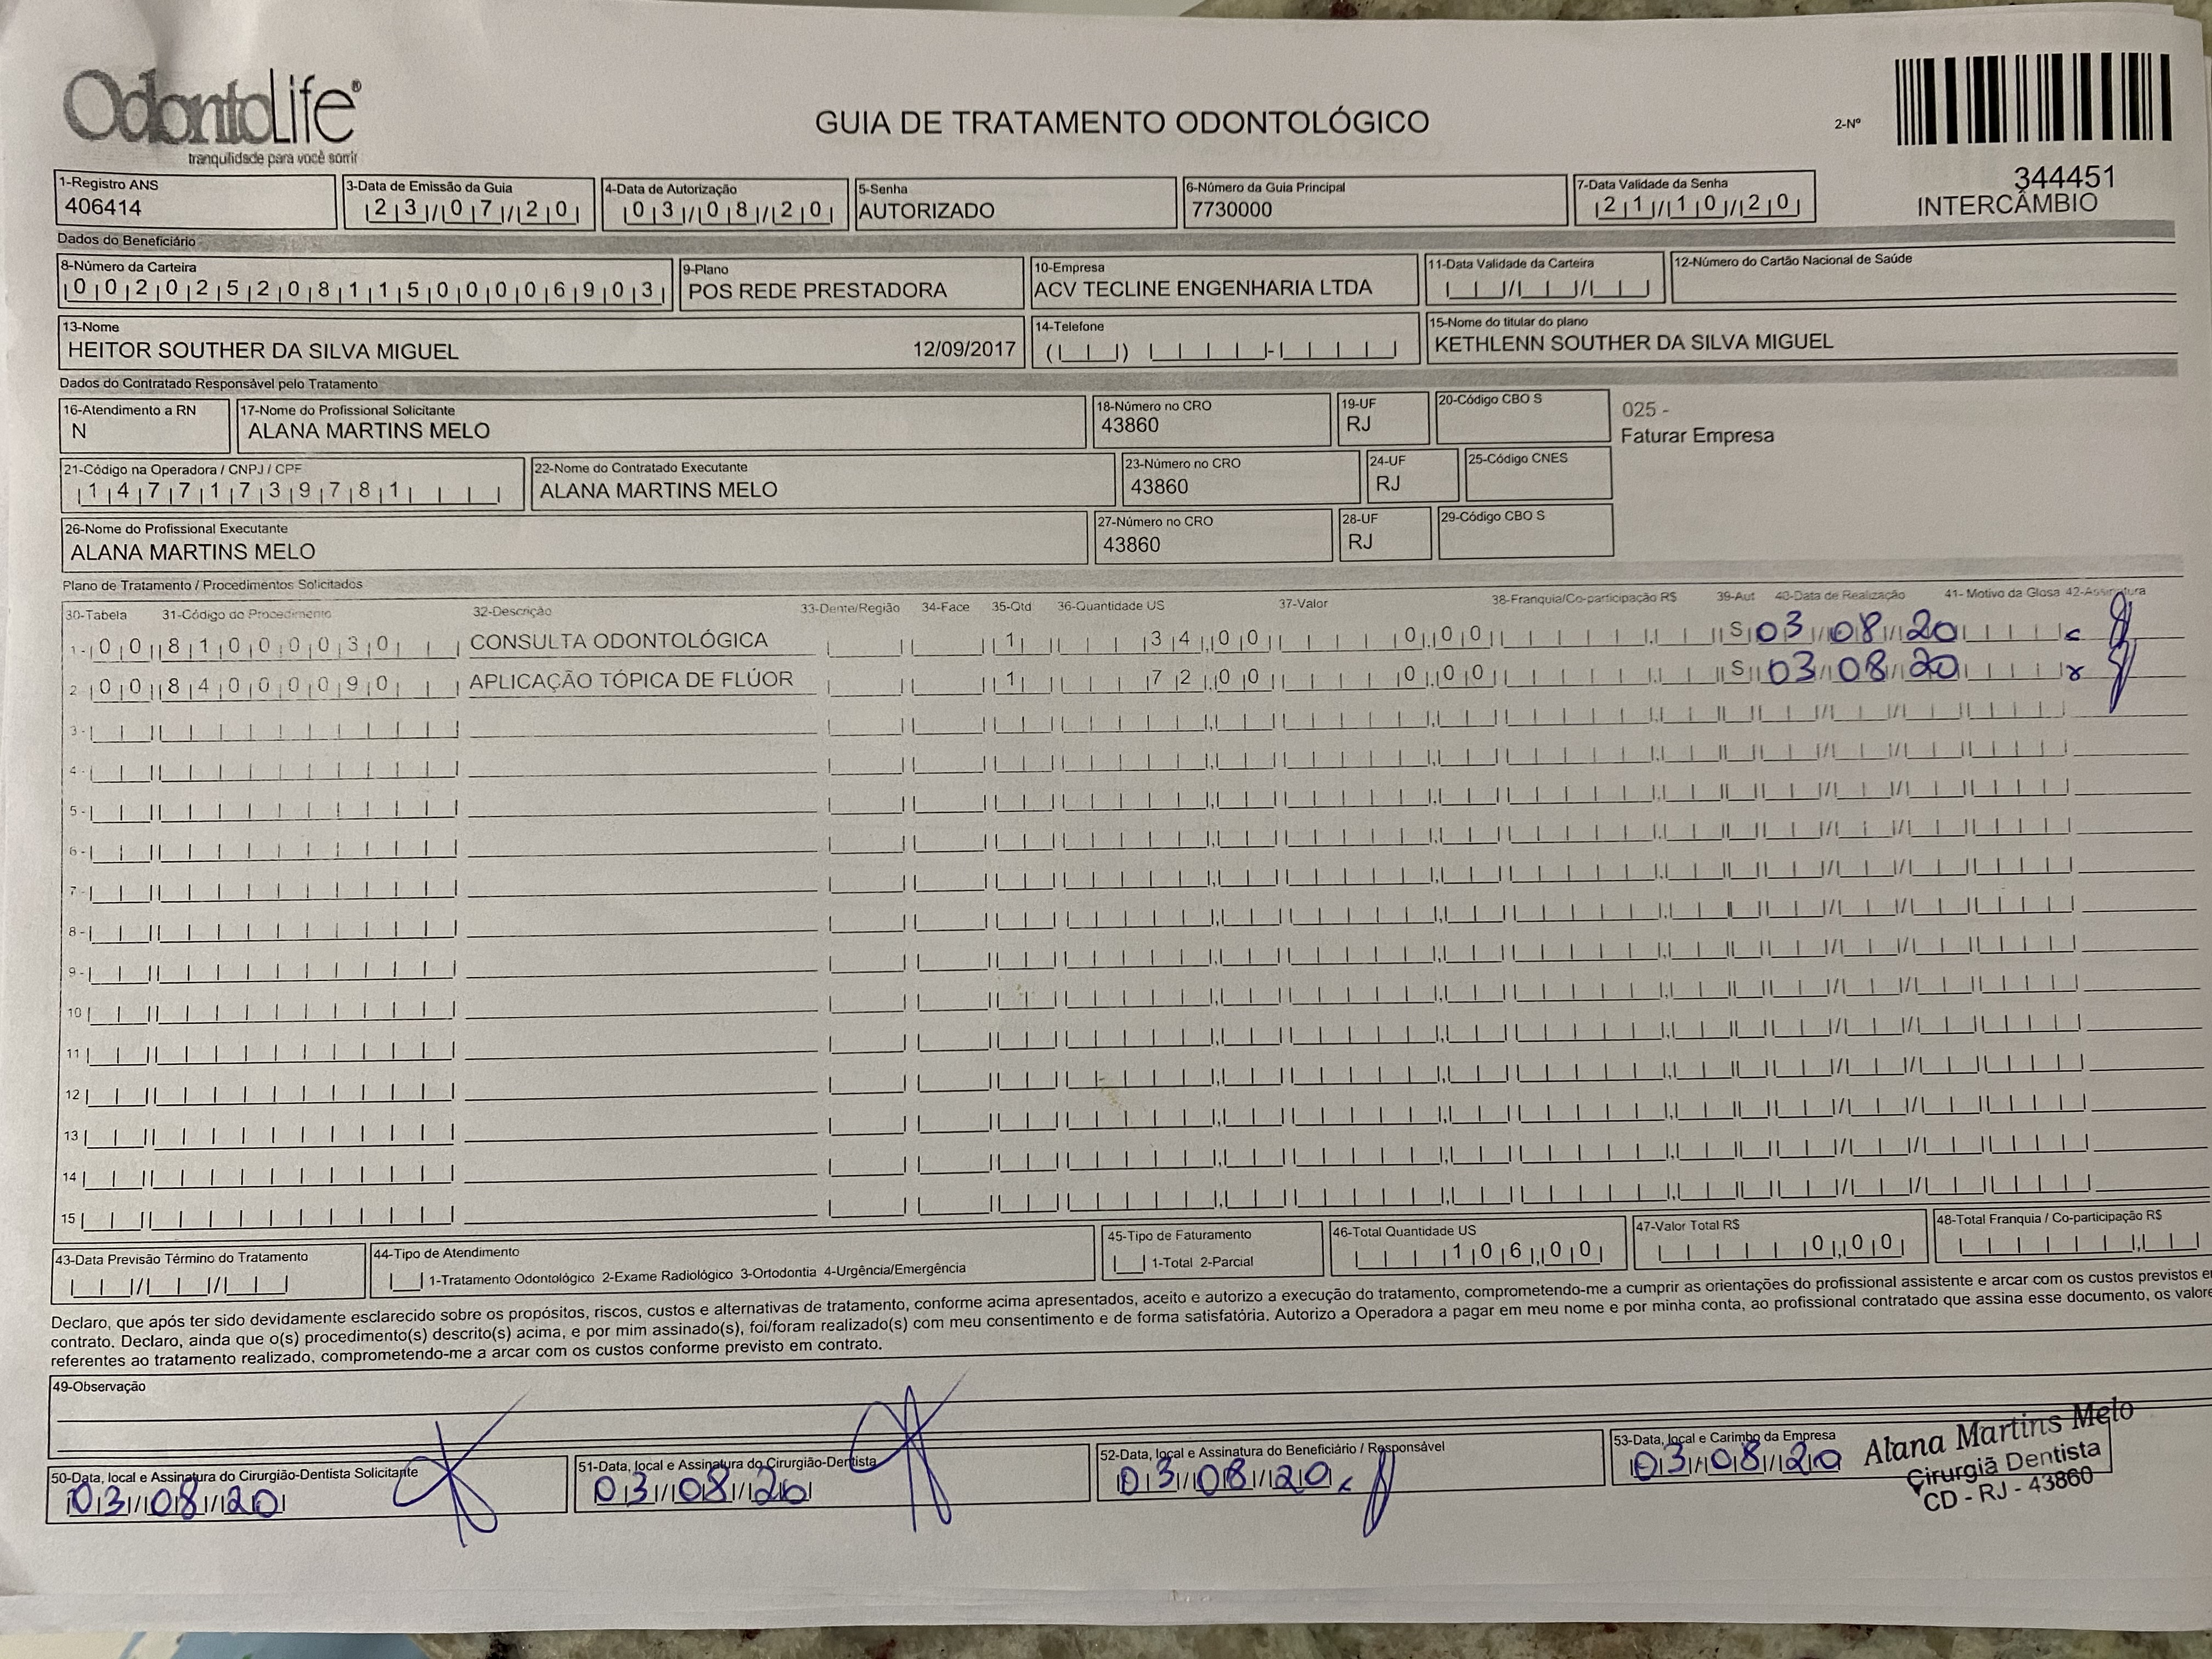 OdontoLife®
tranquilidade para você sorrir
GUIA DE TRATAMENTO ODONTOLÓGICO
2-Nº
344451
INTERCÂMBIO
1-Registro ANS
406414
3-Data de Emissão da Guia
23/07/20
4-Data de Autorização
03/08/20
5-Senha
AUTORIZADO
6-Número da Guia Principal
7730000
7-Data Validade da Senha
21/10/20
Dados do Beneficiário
8-Número da Carteira
00202520811500006903
9-Plano
POS REDE PRESTADORA
10-Empresa
ACV TECLINE ENGENHARIA LTDA
11-Data Validade da Carteira
12-Número do Cartão Nacional de Saúde
13-Nome
HEITOR SOUTHER DA SILVA MIGUEL 12/09/2017
14-Telefone
15-Nome do titular do plano
KETHLENN SOUTHER DA SILVA MIGUEL
Dados do Contratado Responsável pelo Tratamento
16-Atendimento a RN
N
17-Nome do Profissional Solicitante
ALANA MARTINS MELO
18-Número no CRO
43860
19-UF
RJ
20-Código CBO S
025 -
Faturar Empresa
21-Código na Operadora / CNPJ / CPF
14771739781
22-Nome do Contratado Executante
ALANA MARTINS MELO
23-Número no CRO
43860
24-UF
RJ
25-Código CNES
26-Nome do Profissional Executante
ALANA MARTINS MELO
27-Número no CRO
43860
28-UF
RJ
29-Código CBO S
Plano de Tratamento / Procedimentos Solicitados
30-Tabela 31-Código do Procedimento 32-Descrição 33-Dente/Região 34-Face 35-Qtd 36-Quantidade US 37-Valor 38-Franquia/Co-participação R$ 39-Aut 40-Data de Realização 41- Motivo da Glosa 42-Assinatura
1- 00 81000030 CONSULTA ODONTOLÓGICA 1 34,00 0,00 S 03/08/20
2- 00 84000090 APLICAÇÃO TÓPICA DE FLÚOR 1 72,00 0,00 S 03/08/20
3-
4-
5-
6-
7-
8-
9-
10
11
12
13
14
15
43-Data Previsão Término do Tratamento
44-Tipo de Atendimento
1-Tratamento Odontológico 2-Exame Radiológico 3-Ortodontia 4-Urgência/Emergência
45-Tipo de Faturamento
1-Total 2-Parcial
46-Total Quantidade US
106,00
47-Valor Total R$
0,00
48-Total Franquia / Co-participação R$
Declaro, que após ter sido devidamente esclarecido sobre os propósitos, riscos, custos e alternativas de tratamento, conforme acima apresentados, aceito e autorizo a execução do tratamento, comprometendo-me a cumprir as orientações do profissional assistente e arcar com os custos previstos e
contrato. Declaro, ainda que o(s) procedimento(s) descrito(s) acima, e por mim assinado(s), foi/foram realizado(s) com meu consentimento e de forma satisfatória. Autorizo a Operadora a pagar em meu nome e por minha conta, ao profissional contratado que assina esse documento, os valore
referentes ao tratamento realizado, comprometendo-me a arcar com os custos conforme previsto em contrato.
49-Observação
50-Data, local e Assinatura do Cirurgião-Dentista Solicitante
03/08/20
51-Data, local e Assinatura do Cirurgião-Dentista
03/08/20
52-Data, local e Assinatura do Beneficiário / Responsável
03/08/20
53-Data, local e Carimbo da Empresa
03/08/20
Alana Martins Melo
Cirurgiã Dentista
CD - RJ - 43860